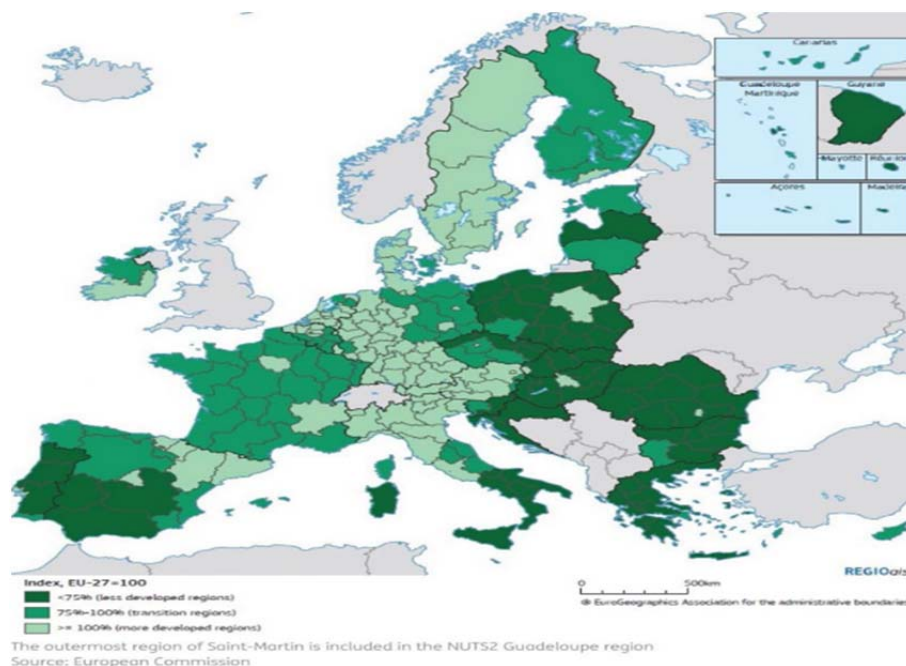 Canarias
Guadeloupe
Martinique
Guyane
Mayotte
Réunion
Açores
Madeira
REGIOgis
Index, EU-27=100
<75% (less developed regions)
75%-100% (transition regions)
>= 100% (more developed regions)
0 500km
© EuroGeographics Association for the administrative boundaries
The outermost region of Saint-Martin is included in the NUTS2 Guadeloupe region
Source: European Commission